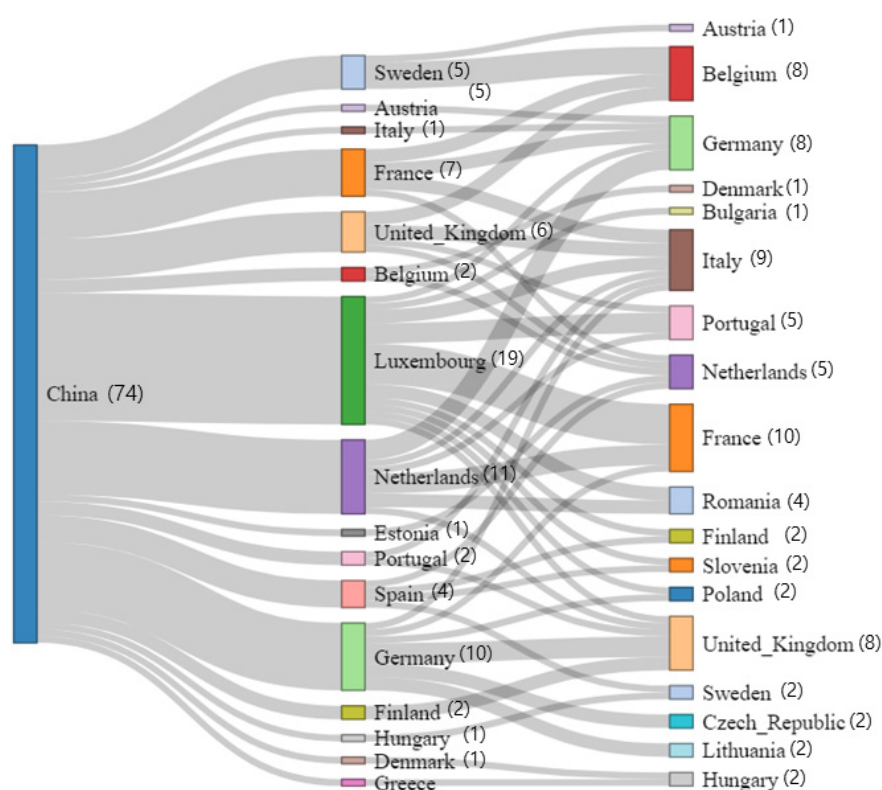 China (74)
Sweden (5)
(5)
Austria
Italy (1)
France (7)
United_Kingdom (6)
Belgium (2)
Luxembourg (19)
Netherlands (11)
Estonia (1)
Portugal (2)
Spain (4)
Germany (10)
Finland (2)
Hungary (1)
Denmark (1)
Greece
Austria (1)
Belgium (8)
Germany (8)
Denmark (1)
Bulgaria (1)
Italy (9)
Portugal (5)
Netherlands (5)
France (10)
Romania (4)
Finland (2)
Slovenia (2)
Poland (2)
United_Kingdom (8)
Sweden (2)
Czech_Republic (2)
Lithuania (2)
Hungary (2)